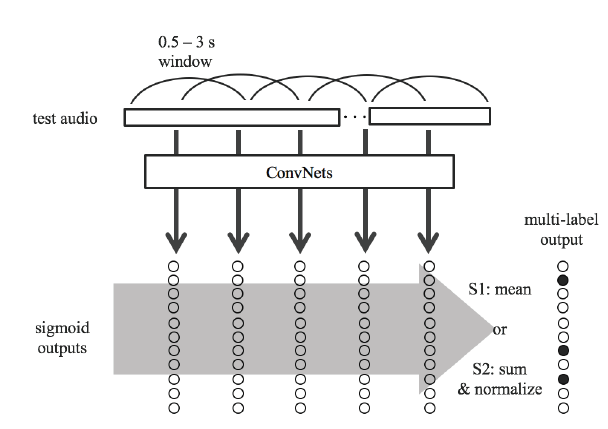 0.5 – 3 s
window
test audio
. . .
ConvNets
multi-label
output
sigmoid
outputs
S1: mean
or
S2: sum
& normalize